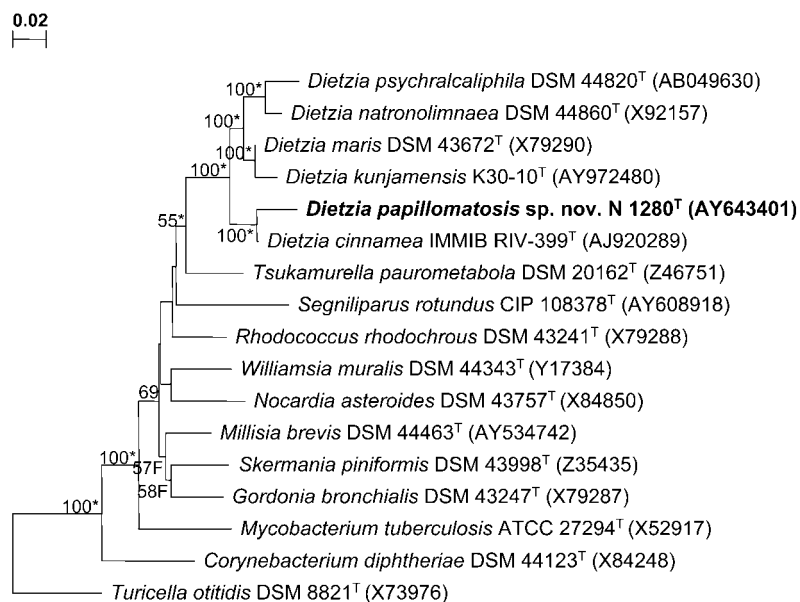 0.02
100*
Dietzia psychralcaliphila DSM 44820ᵀ (AB049630)
100*
Dietzia natronolimnaea DSM 44860ᵀ (X92157)
Dietzia maris DSM 43672ᵀ (X79290)
100*
100*
Dietzia kunjamensis K30-10ᵀ (AY972480)
Dietzia papillomatosis sp. nov. N 1280ᵀ (AY643401)
55*
100*
Dietzia cinnamea IMMIB RIV-399ᵀ (AJ920289)
Tsukamurella paurometabola DSM 20162ᵀ (Z46751)
Segniliparus rotundus CIP 108378ᵀ (AY608918)
Rhodococcus rhodochrous DSM 43241ᵀ (X79288)
Williamsia muralis DSM 44343ᵀ (Y17384)
69
Nocardia asteroides DSM 43757ᵀ (X84850)
Millisia brevis DSM 44463ᵀ (AY534742)
100*
57F
Skermania piniformis DSM 43998ᵀ (Z35435)
58F
Gordonia bronchialis DSM 43247ᵀ (X79287)
100*
Mycobacterium tuberculosis ATCC 27294ᵀ (X52917)
Corynebacterium diphtheriae DSM 44123ᵀ (X84248)
Turicella otitidis DSM 8821ᵀ (X73976)